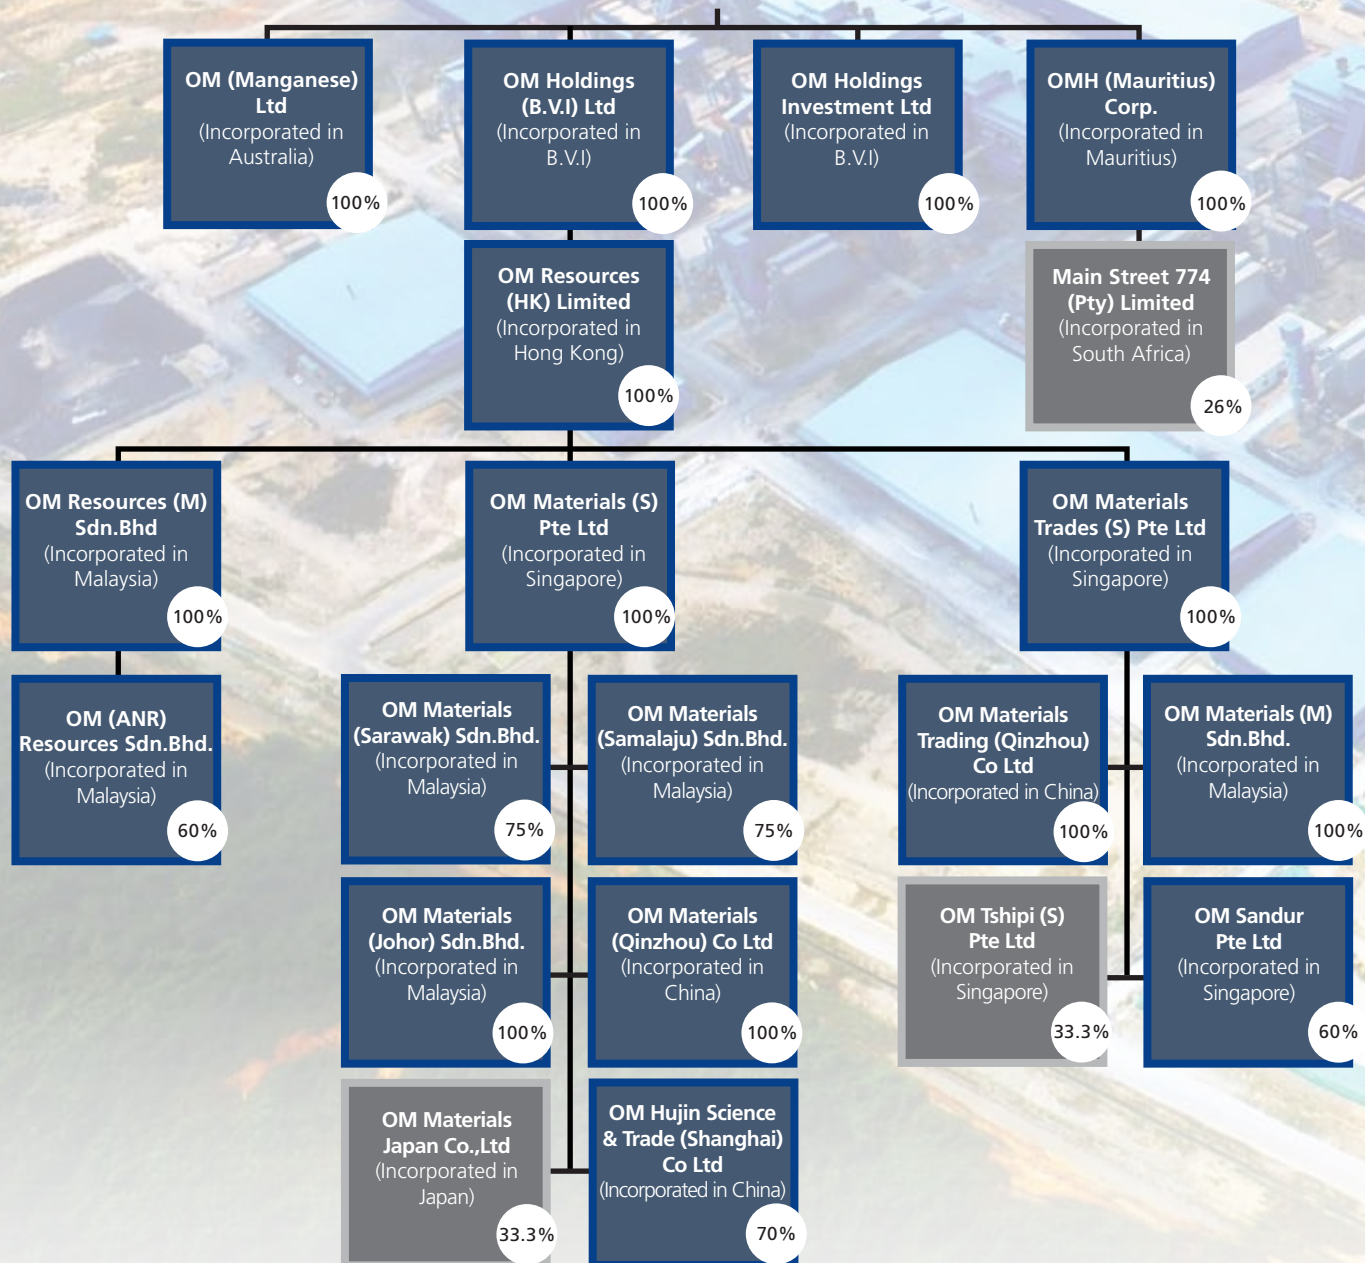 OM (Manganese)
Ltd
(Incorporated in
Australia)
100%
OM Holdings
(B.V.I) Ltd
(Incorporated in
B.V.I)
100%
OM Holdings
Investment Ltd
(Incorporated in
B.V.I)
100%
OMH (Mauritius)
Corp.
(Incorporated in
Mauritius)
100%
OM Resources
(HK) Limited
(Incorporated in
Hong Kong)
100%
Main Street 774
(Pty) Limited
(Incorporated in
South Africa)
26%
OM Resources (M)
Sdn.Bhd
(Incorporated in
Malaysia)
100%
OM Materials (S)
Pte Ltd
(Incorporated in
Singapore)
100%
OM Materials
Trades (S) Pte Ltd
(Incorporated in
Singapore)
100%
OM (ANR)
Resources Sdn.Bhd.
(Incorporated in
Malaysia)
60%
OM Materials
(Sarawak) Sdn.Bhd.
(Incorporated in
Malaysia)
75%
OM Materials
(Samalaju) Sdn.Bhd.
(Incorporated in
Malaysia)
75%
OM Materials
Trading (Qinzhou)
Co Ltd
(Incorporated in China)
100%
OM Materials (M)
Sdn.Bhd.
(Incorporated in
Malaysia)
100%
OM Materials
(Johor) Sdn.Bhd.
(Incorporated in
Malaysia)
100%
OM Materials
(Qinzhou) Co Ltd
(Incorporated in
China)
100%
OM Tshipi (S)
Pte Ltd
(Incorporated in
Singapore)
33.3%
OM Sandur
Pte Ltd
(Incorporated in
Singapore)
60%
OM Materials
Japan Co.,Ltd
(Incorporated in
Japan)
33.3%
OM Hujin Science
& Trade (Shanghai)
Co Ltd
(Incorporated in China)
70%